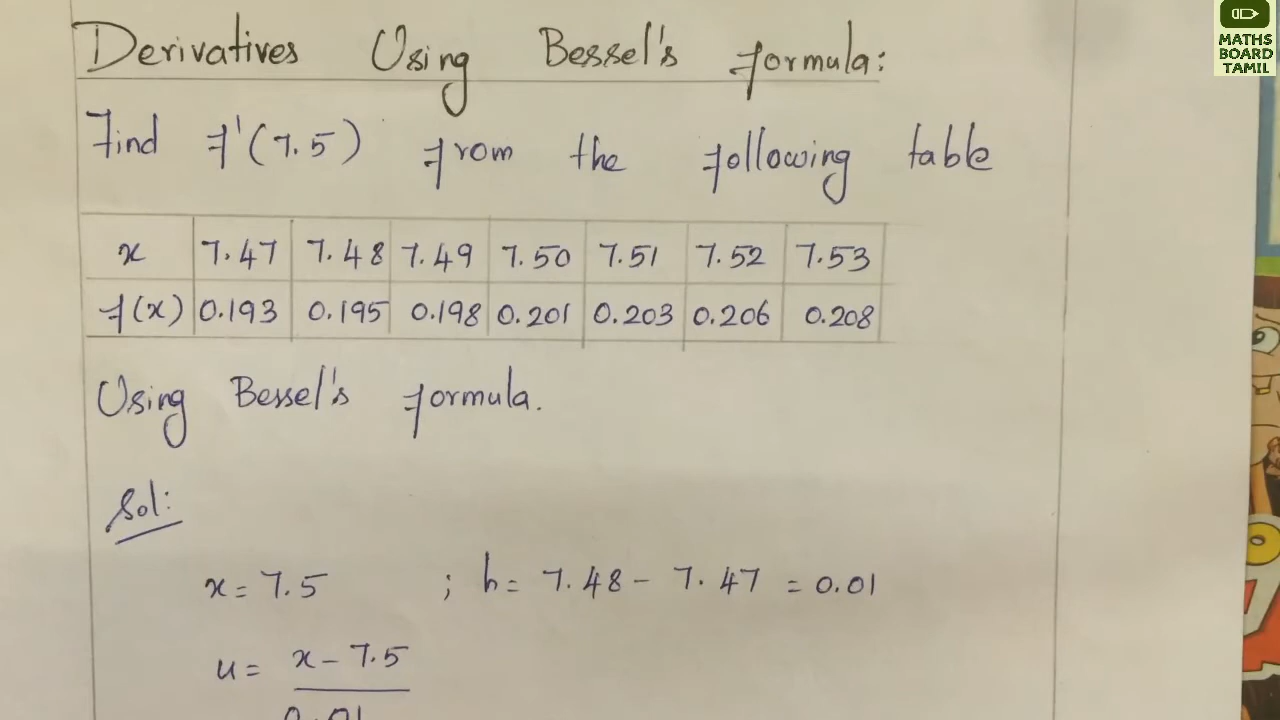 MATHS
BOARD
TAMIL
Derivatives Using Bessel's formula:
Find f'(7.5) from the following table
x 7.47 7.48 7.49 7.50 7.51 7.52 7.53
f(x) 0.193 0.195 0.198 0.201 0.203 0.206 0.208
Using Bessel's formula.
Sol:
x = 7.5 ; h = 7.48 - 7.47 = 0.01
u = x - 7.5
0.01